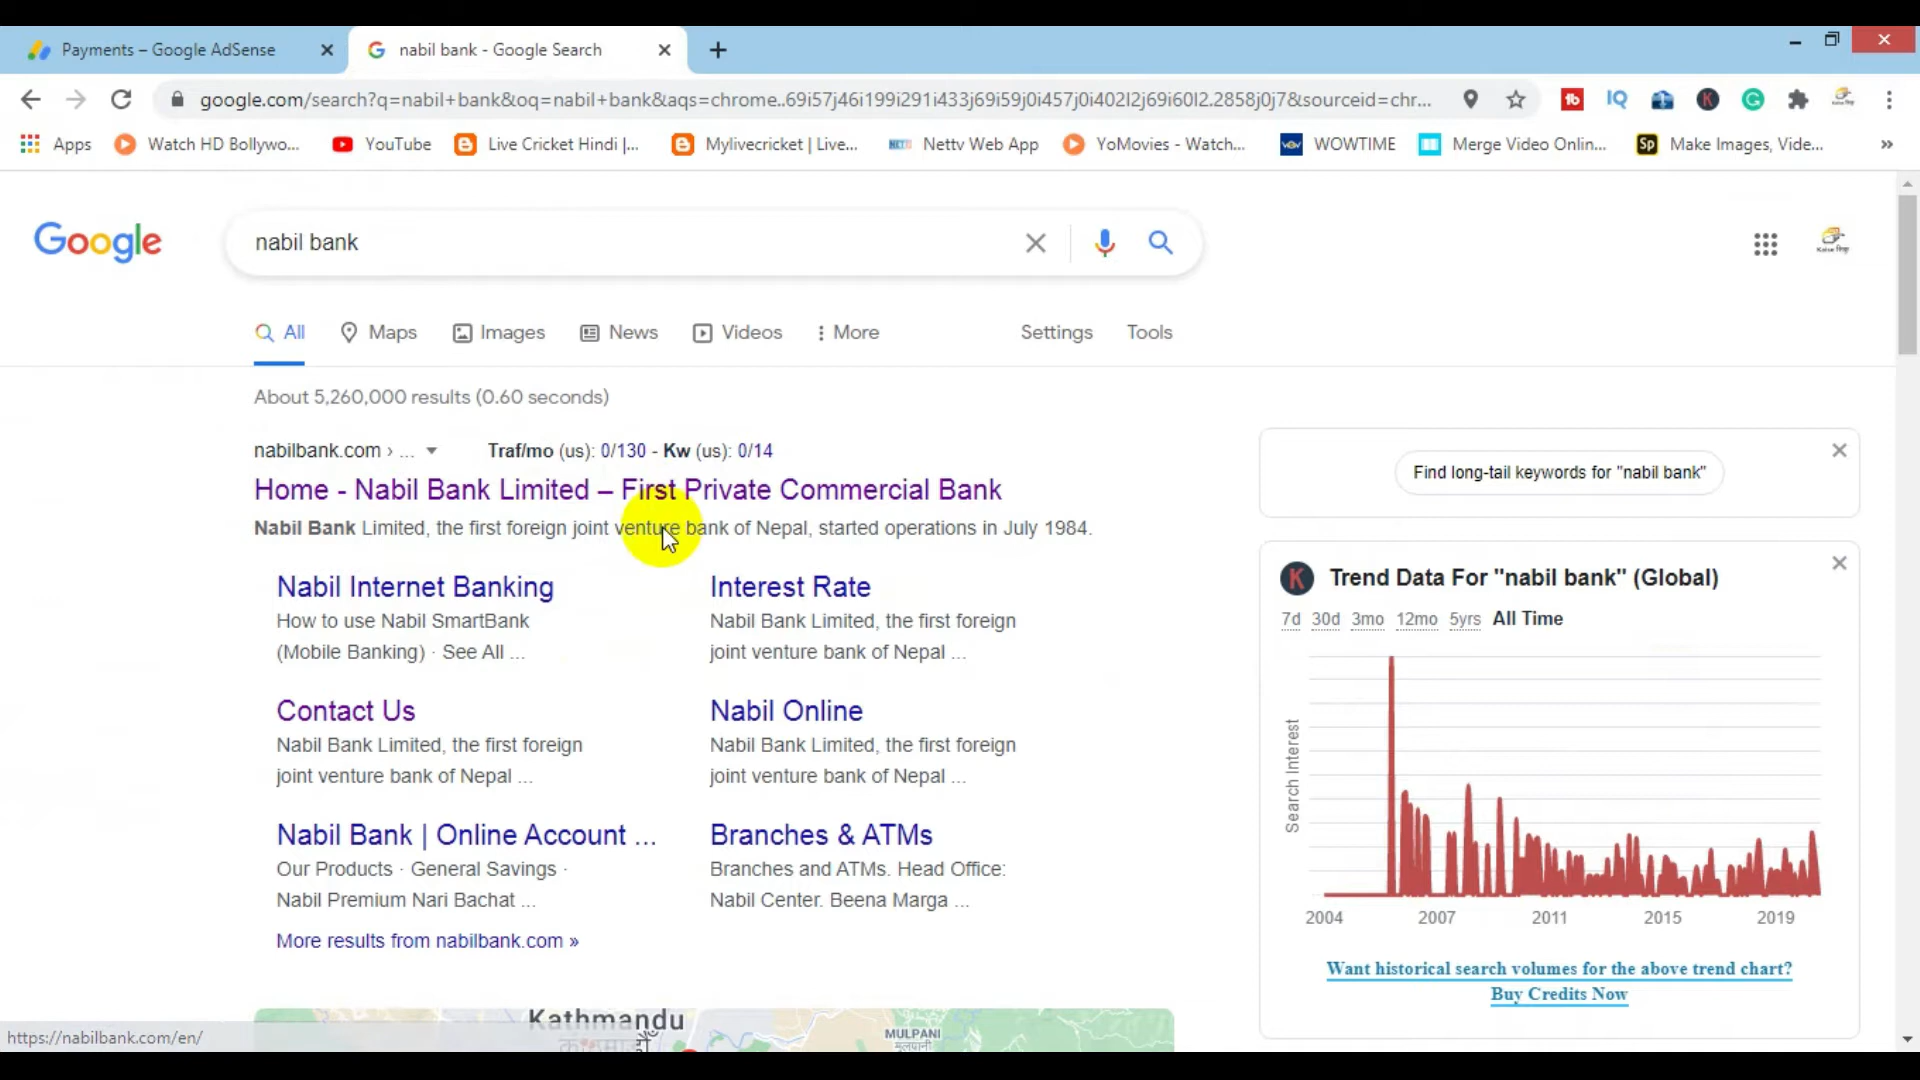 Payments – Google AdSense
nabil bank - Google Search
google.com/search?q=nabil+bank&oq=nabil+bank&aqs=chrome..69i57j46i199i291i433j69i59j0i457j0i402l2j69i60l2.2858j0j7&sourceid=chr...
Apps
Watch HD Bollywo...
YouTube
Live Cricket Hindi |...
Mylivecricket | Live...
Nettv Web App
YoMovies - Watch...
WOWTIME
Merge Video Onlin...
Sp
Make Images, Vide...
»
Google
nabil bank
All
Maps
Images
News
Videos
More
Settings
Tools
About 5,260,000 results (0.60 seconds)
nabilbank.com › ...
Traf/mo (us): 0/130 - Kw (us): 0/14
Home - Nabil Bank Limited – First Private Commercial Bank
Nabil Bank Limited, the first foreign joint venture bank of Nepal, started operations in July 1984.
Nabil Internet Banking
How to use Nabil SmartBank
(Mobile Banking) · See All ...
Interest Rate
Nabil Bank Limited, the first foreign
joint venture bank of Nepal ...
Contact Us
Nabil Bank Limited, the first foreign
joint venture bank of Nepal ...
Nabil Online
Nabil Bank Limited, the first foreign
joint venture bank of Nepal ...
Nabil Bank | Online Account ...
Our Products · General Savings ·
Nabil Premium Nari Bachat ...
Branches & ATMs
Branches and ATMs. Head Office:
Nabil Center. Beena Marga ...
More results from nabilbank.com »
Kathmandu
MULPANI
मूलपानी
Find long-tail keywords for "nabil bank"
K
Trend Data For "nabil bank" (Global)
7d 30d 3mo 12mo 5yrs All Time
Search Interest
2004 2007 2011 2015 2019
Want historical search volumes for the above trend chart?
Buy Credits Now
https://nabilbank.com/en/